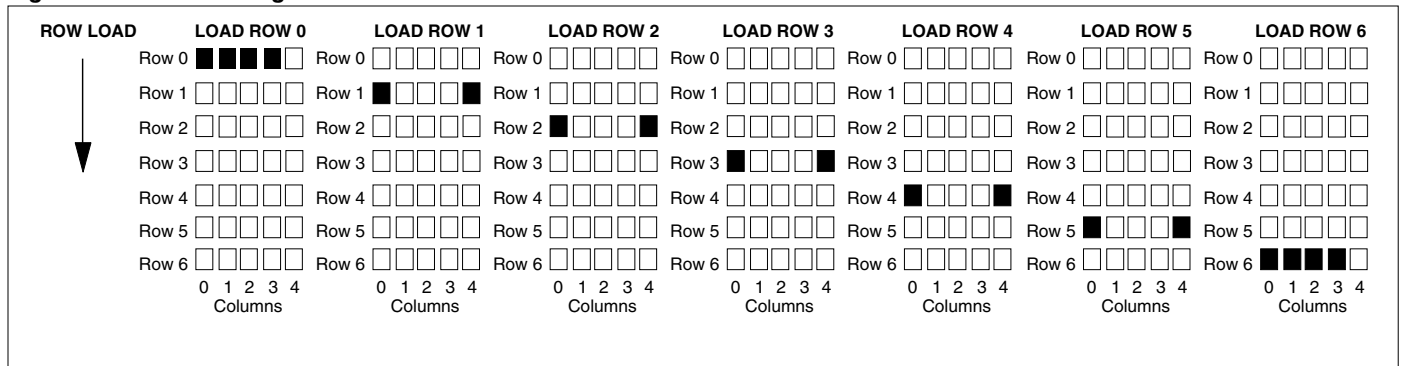 ROW LOAD LOAD ROW 0 LOAD ROW 1 LOAD ROW 2 LOAD ROW 3 LOAD ROW 4 LOAD ROW 5 LOAD ROW 6
Row 0 Row 0 Row 0 Row 0 Row 0 Row 0 Row 0
Row 1 Row 1 Row 1 Row 1 Row 1 Row 1 Row 1
Row 2 Row 2 Row 2 Row 2 Row 2 Row 2 Row 2
Row 3 Row 3 Row 3 Row 3 Row 3 Row 3 Row 3
Row 4 Row 4 Row 4 Row 4 Row 4 Row 4 Row 4
Row 5 Row 5 Row 5 Row 5 Row 5 Row 5 Row 5
Row 6 Row 6 Row 6 Row 6 Row 6 Row 6 Row 6
0 1 2 3 4 0 1 2 3 4 0 1 2 3 4 0 1 2 3 4 0 1 2 3 4 0 1 2 3 4 0 1 2 3 4
Columns Columns Columns Columns Columns Columns Columns